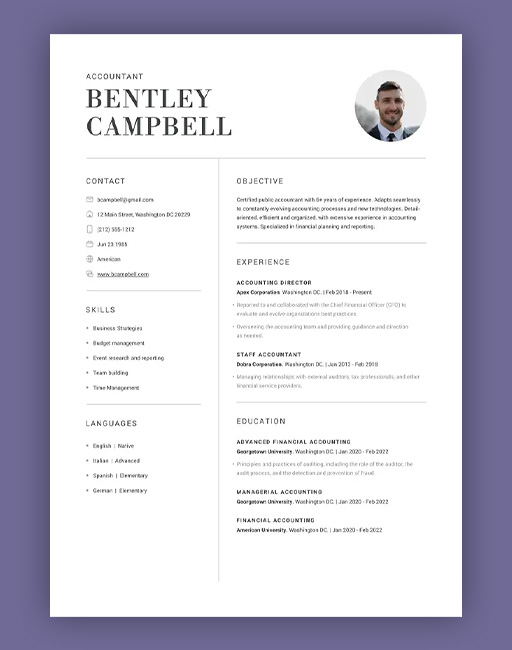 ACCOUNTANT
BENTLEY
CAMPBELL
CONTACT
bcampbell@gmail.com
12 Main Street, Washington DC 20029
(212) 555-1212
Jun 23 1985
American
www.bcampbell.com
SKILLS
Business Strategies
Budget management
Event research and reporting
Team building
Time Management
LANGUAGES
English | Native
Italian | Advanced
Spanish | Elementary
German | Elementary
OBJECTIVE
Certified public accountant with 8+ years of experience. Adapts seamlessly
to constantly evolving accounting processes and new technologies. Detail-
oriented, efficient and organized, with extensive experience in accounting
systems. Specialized in financial planning and reporting.
EXPERIENCE
ACCOUNTING DIRECTOR
Apex Corporation. Washington DC. | Feb 2018 - Present
Reported to and collaborated with the Chief Financial Officer (CFO) to
evaluate and evolve organizations best practices.
Overseeing the accounting team and providing guidance and direction
as needed.
STAFF ACCOUNTANT
Dobra Corporation. Washington DC. | Jan 2013 - Feb 2018
Managing relationships with external auditors, tax professionals, and other
financial service providers.
EDUCATION
ADVANCED FINANCIAL ACCOUNTING
Georgetown University. Washington DC. | Jan 2020 - Feb 2022
Principles and practices of auditing, including the role of the auditor, the
audit process, and the detection and prevention of fraud.
MANAGERIAL ACCOUNTING
Georgetown University. Washington DC. | Jan 2020 - Feb 2022
FINANCIAL ACCOUNTING
American University. Washington DC. | Jan 2020 - Feb 2022